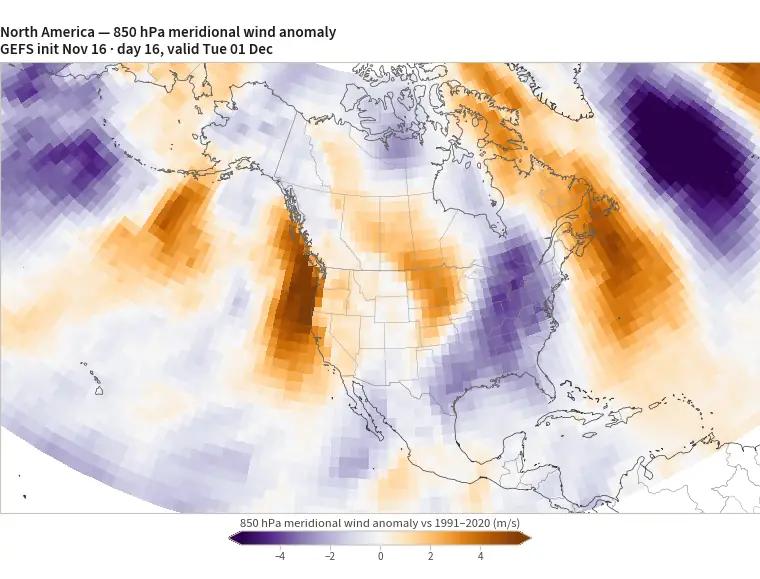 North America — 850 hPa meridional wind anomaly
GEFS init Nov 16 · day 16, valid Tue 01 Dec
850 hPa meridional wind anomaly vs 1991–2020 (m/s)
−4 −2 0 2 4